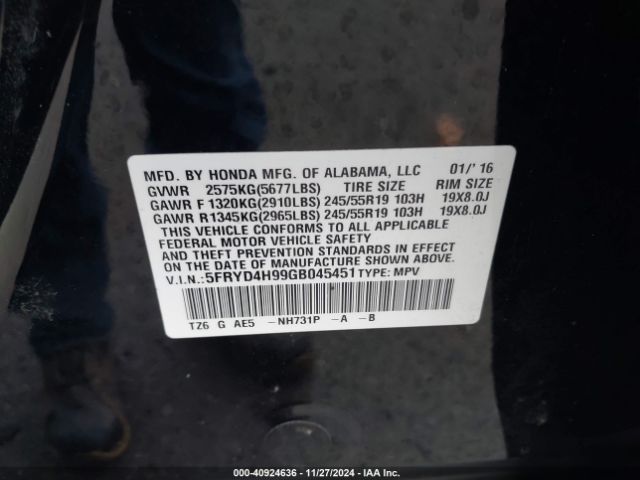 MFD. BY HONDA MFG. OF ALABAMA, LLC 01/'16
GVWR 2575KG(5677LBS) TIRE SIZE RIM SIZE
GAWR F 1320KG(2910LBS) 245/55R19 103H 19X8.0J
GAWR R1345KG(2965LBS) 245/55R19 103H 19X8.0J
THIS VEHICLE CONFORMS TO ALL APPLICABLE
FEDERAL MOTOR VEHICLE SAFETY
AND THEFT PREVENTION STANDARDS IN EFFECT
ON THE DATE OF MANUFACTURE SHOWN ABOVE.
V.I.N.: 5FRYD4H99GB045451 TYPE: MPV
TZ6 G AE5 -NH731P -A -B
000-40924636 - 11/27/2024 - IAA Inc.